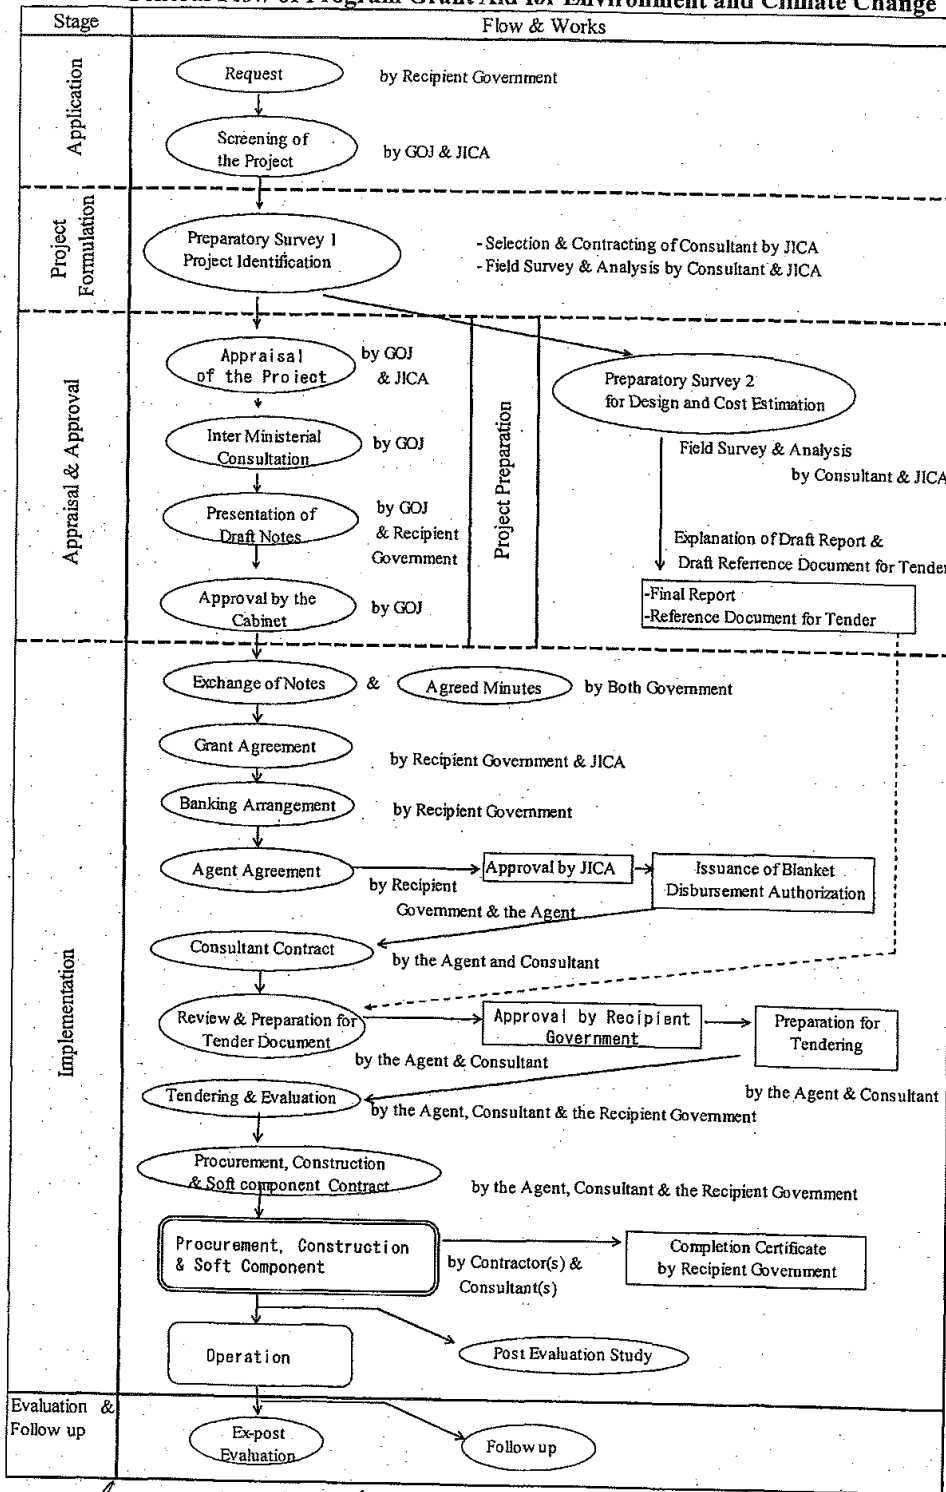 General Flow of Program Grant Aid for Environment and Climate Change
Stage
Flow & Works
Application
Request
by Recipient Government
Screening of
the Project
by GOJ & JICA
Project
Formulation
Preparatory Survey 1
Project Identification
-Selection & Contracting of Consultant by JICA
-Field Survey & Analysis by Consultant & JICA
Appraisal & Approval
Appraisal
of the Project
by GOJ
& JICA
Inter Ministerial
Consultation
by GOJ
Presentation of
Draft Notes
by GOJ
& Recipient
Government
Approval by the
Cabinet
by GOJ
Project Preparation
Preparatory Survey 2
for Design and Cost Estimation
Field Survey & Analysis
by Consultant & JICA
Explanation of Draft Report &
Draft Referrence Document for Tender
-Final Report
-Reference Document for Tender
Implementation
Exchange of Notes
&
Agreed Minutes
by Both Government
Grant Agreement
by Recipient Government & JICA
Banking Arrangement
by Recipient Government
Agent Agreement
by Recipient
Government & the Agent
Approval by JICA
Issuance of Blanket
Disbursement Authorization
Consultant Contract
by the Agent and Consultant
Review & Preparation for
Tender Document
by the Agent & Consultant
Approval by Recipient
Government
Preparation for
Tendering
by the Agent & Consultant
Tendering & Evaluation
by the Agent, Consultant & the Recipient Government
Procurement, Construction
& Soft component Contract
by the Agent, Consultant & the Recipient Government
Procurement, Construction
& Soft Component
by Contractor(s) &
Consultant(s)
Completion Certificate
by Recipient Government
Operation
Post Evaluation Study
Evaluation &
Follow up
Ex-post
Evaluation
Follow up